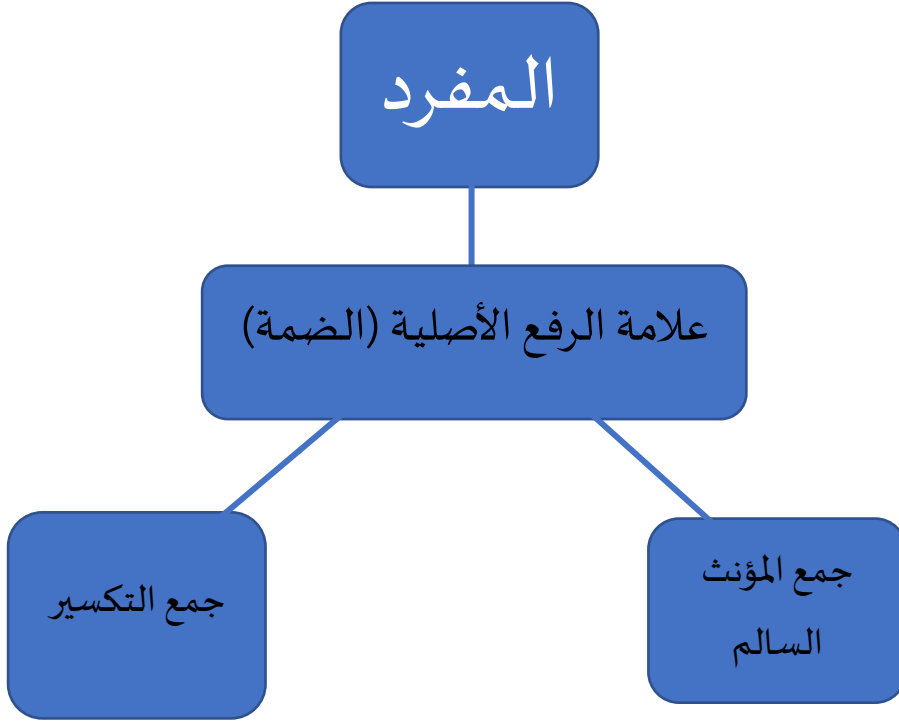 المفرد
علامة الرفع الأصلية (الضمة)
جمع المؤنث
السالم
جمع التكسير